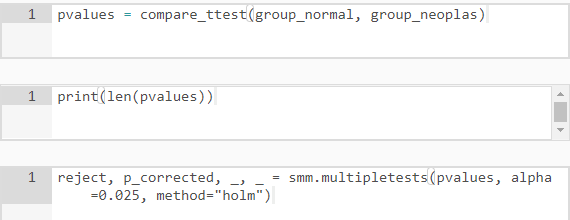 1 pvalues = compare_ttest(group_normal, group_neoplas)
1 print(len(pvalues))
1 reject, p_corrected, _, _ = smm.multipletests(pvalues, alpha
=0.025, method="holm")